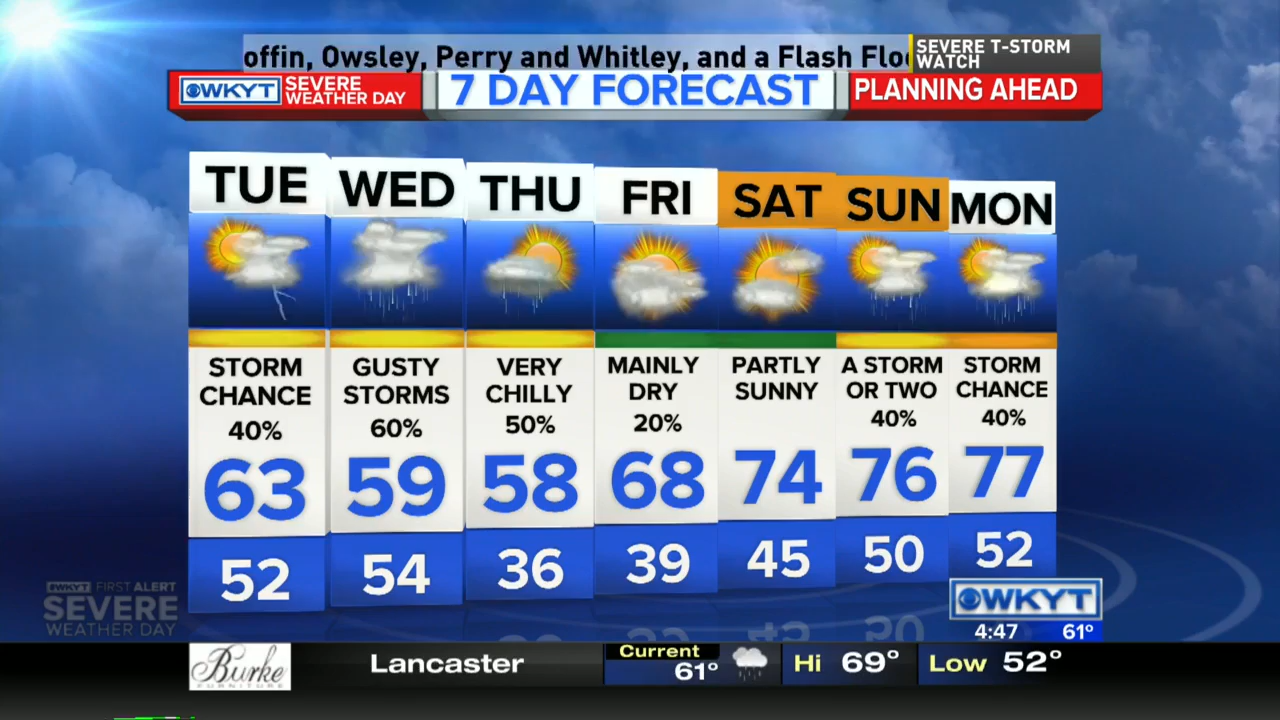 offin, Owsley, Perry and Whitley, and a Flash Floo
SEVERE T-STORM
WATCH
WKYT
SEVERE
WEATHER DAY
7 DAY FORECAST
PLANNING AHEAD
TUE WED THU FRI SAT SUN MON
STORM CHANCE 40%
GUSTY STORMS 60%
VERY CHILLY 50%
MAINLY DRY 20%
PARTLY SUNNY
A STORM OR TWO 40%
STORM CHANCE 40%
63 59 58 68 74 76 77
52 54 36 39 45 50 52
WKYT FIRST ALERT
SEVERE
WEATHER DAY
WKYT
4:47 61°
Burke
FURNITURE
Lancaster
Current
61°
Hi 69°
Low 52°